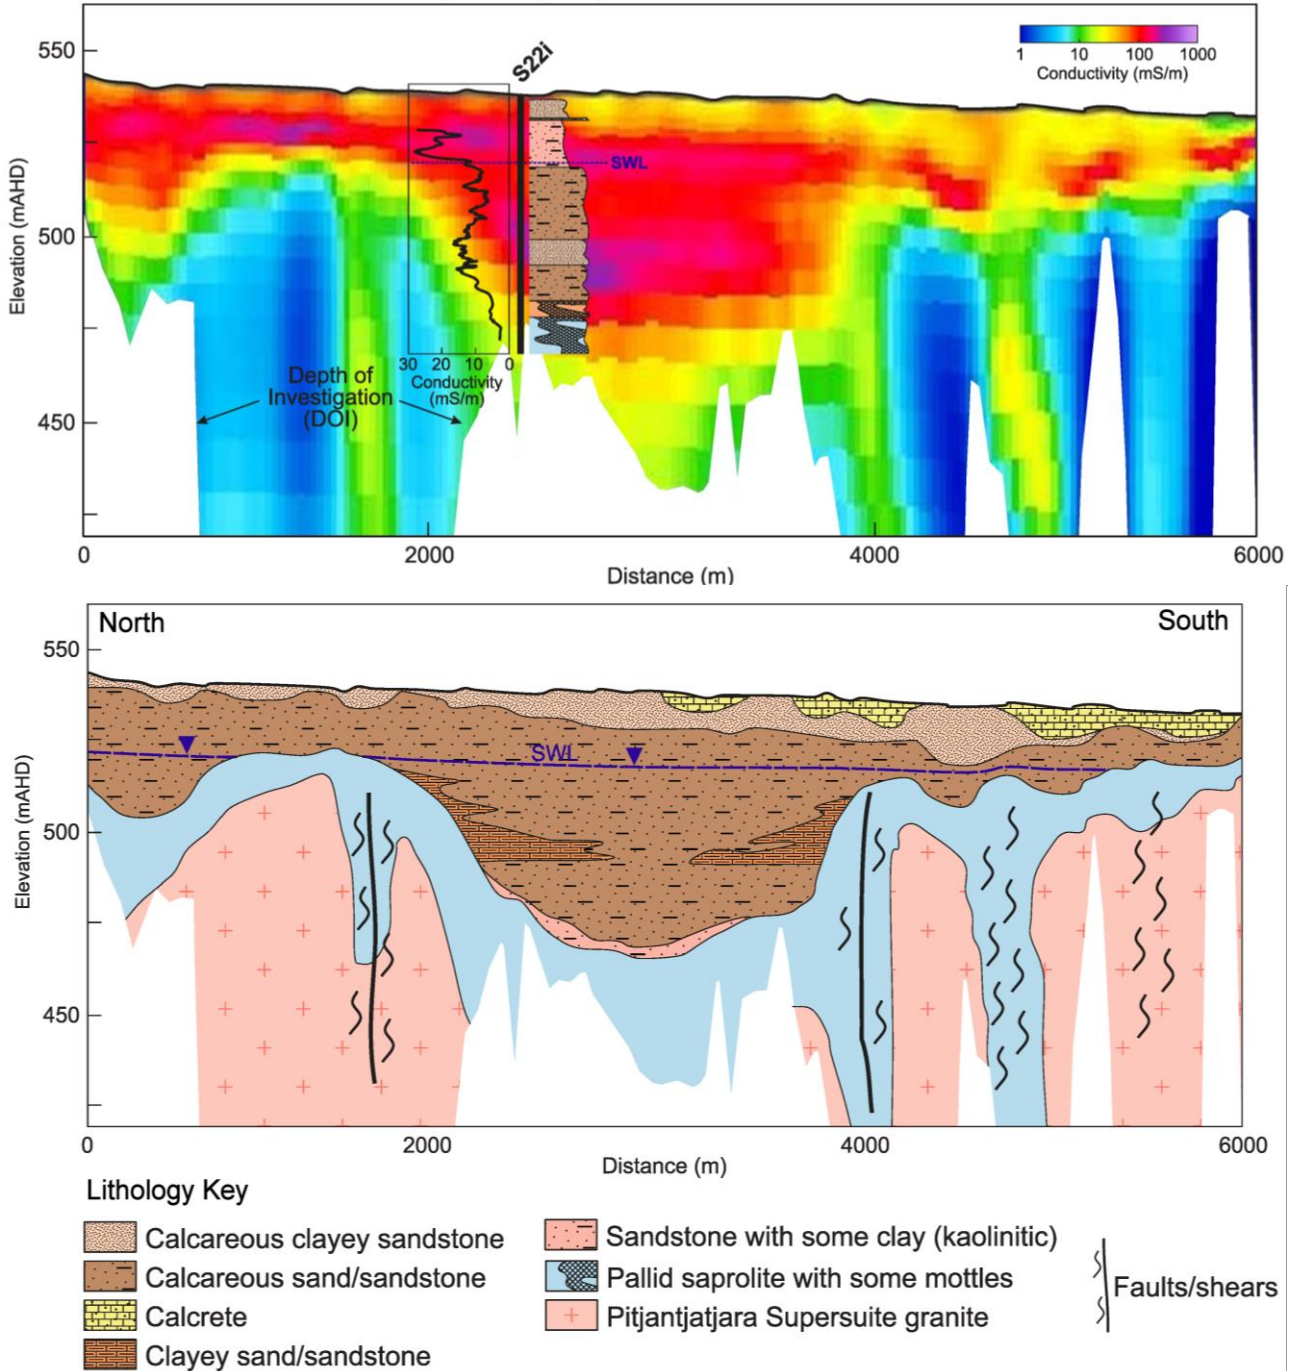 S22i
550
500
450
Elevation (mAHD)
1 10 100 1000
Conductivity (mS/m)
SWL
30 20 10 0
Conductivity
(mS/m)
Depth of
Investigation
(DOI)
0 2000 4000 6000
Distance (m)
North South
550
500
450
Elevation (mAHD)
SWL
0 2000 4000 6000
Distance (m)
Lithology Key
Calcareous clayey sandstone
Calcareous sand/sandstone
Calcrete
Clayey sand/sandstone
Sandstone with some clay (kaolinitic)
Pallid saprolite with some mottles
Pitjantjatjara Supersuite granite
Faults/shears